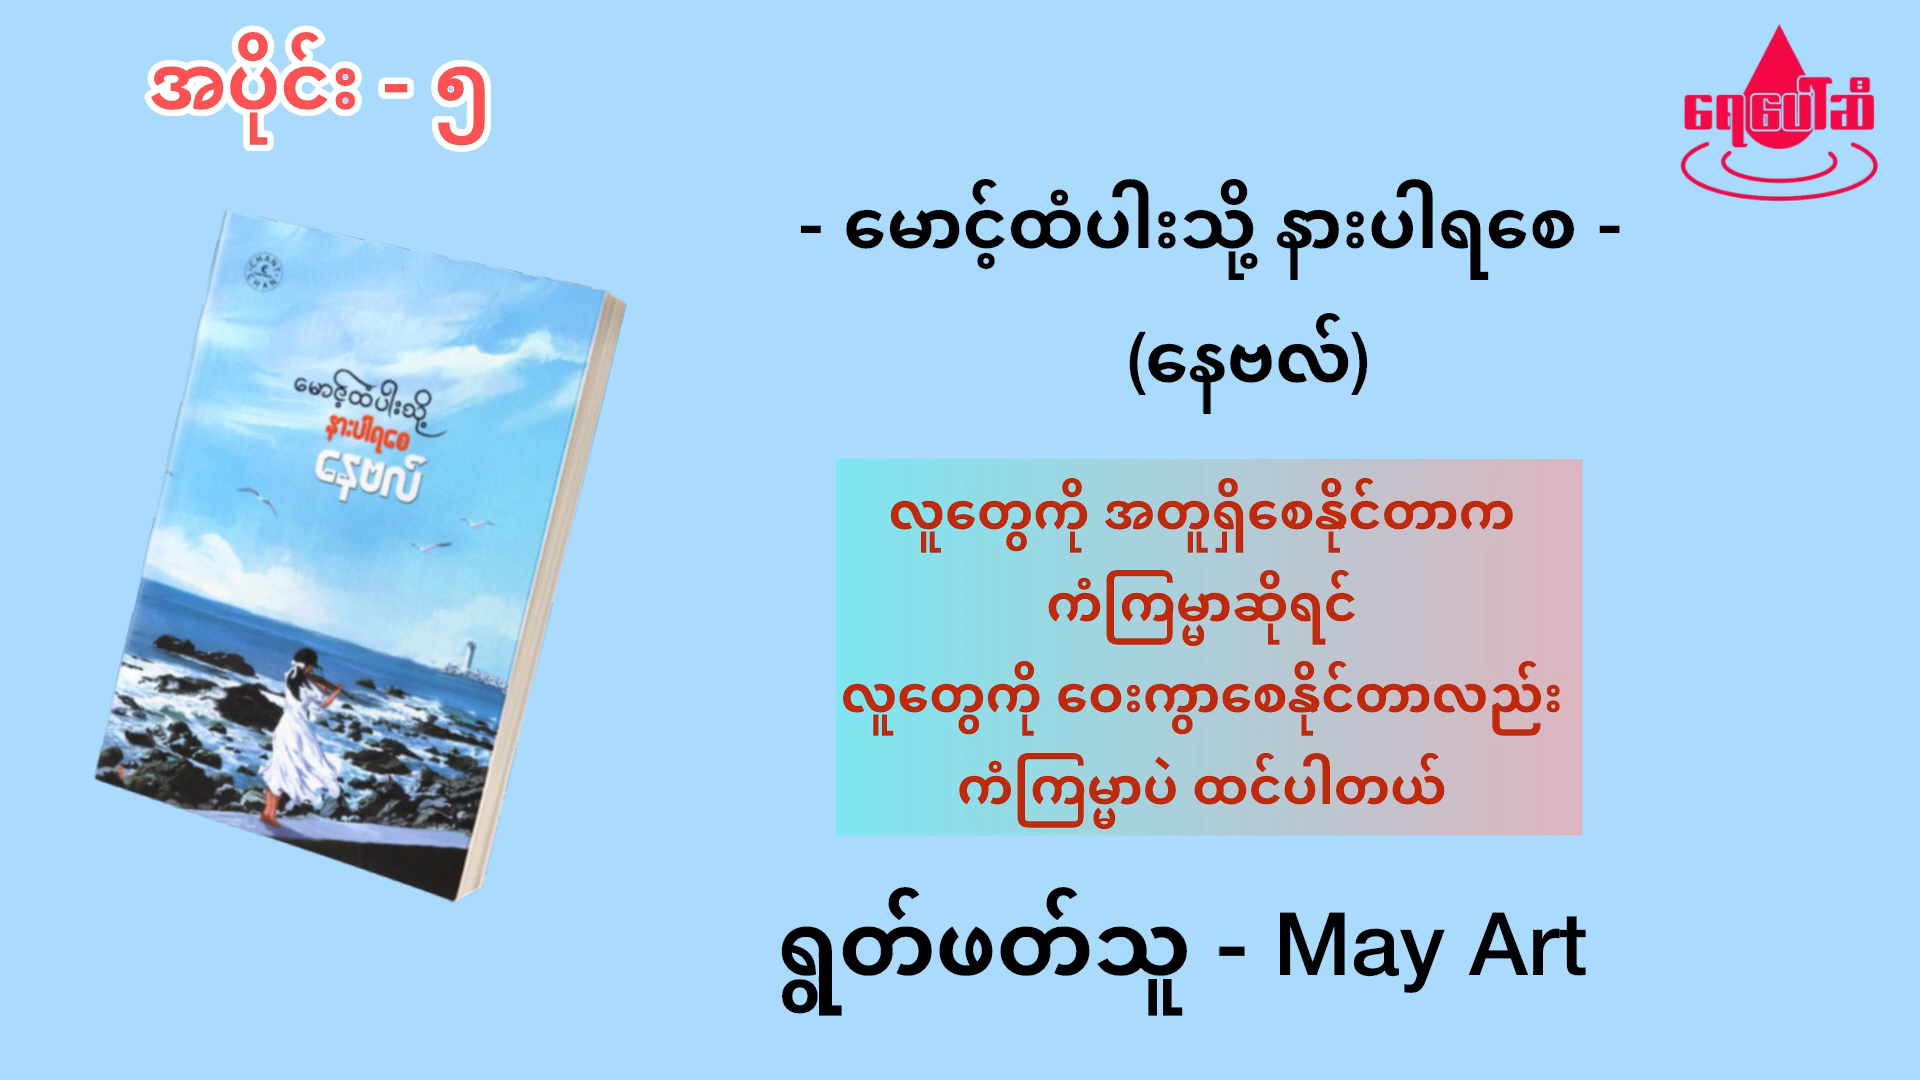 အပိုင်း - ၅
ရေပေါ်ဆီ
- မောင့်ထံပါးသို့ နားပါရစေ -
(နေဗလ်)
CHAN CHAN
မောင့်ထံပါးသို့
နားပါရစေ
နေဗလ်
လူတွေကို အတူရှိစေနိုင်တာက
ကံကြမ္မာဆိုရင်
လူတွေကို ဝေးကွာစေနိုင်တာလည်း
ကံကြမ္မာပဲ ထင်ပါတယ်
ရွတ်ဖတ်သူ - May Art